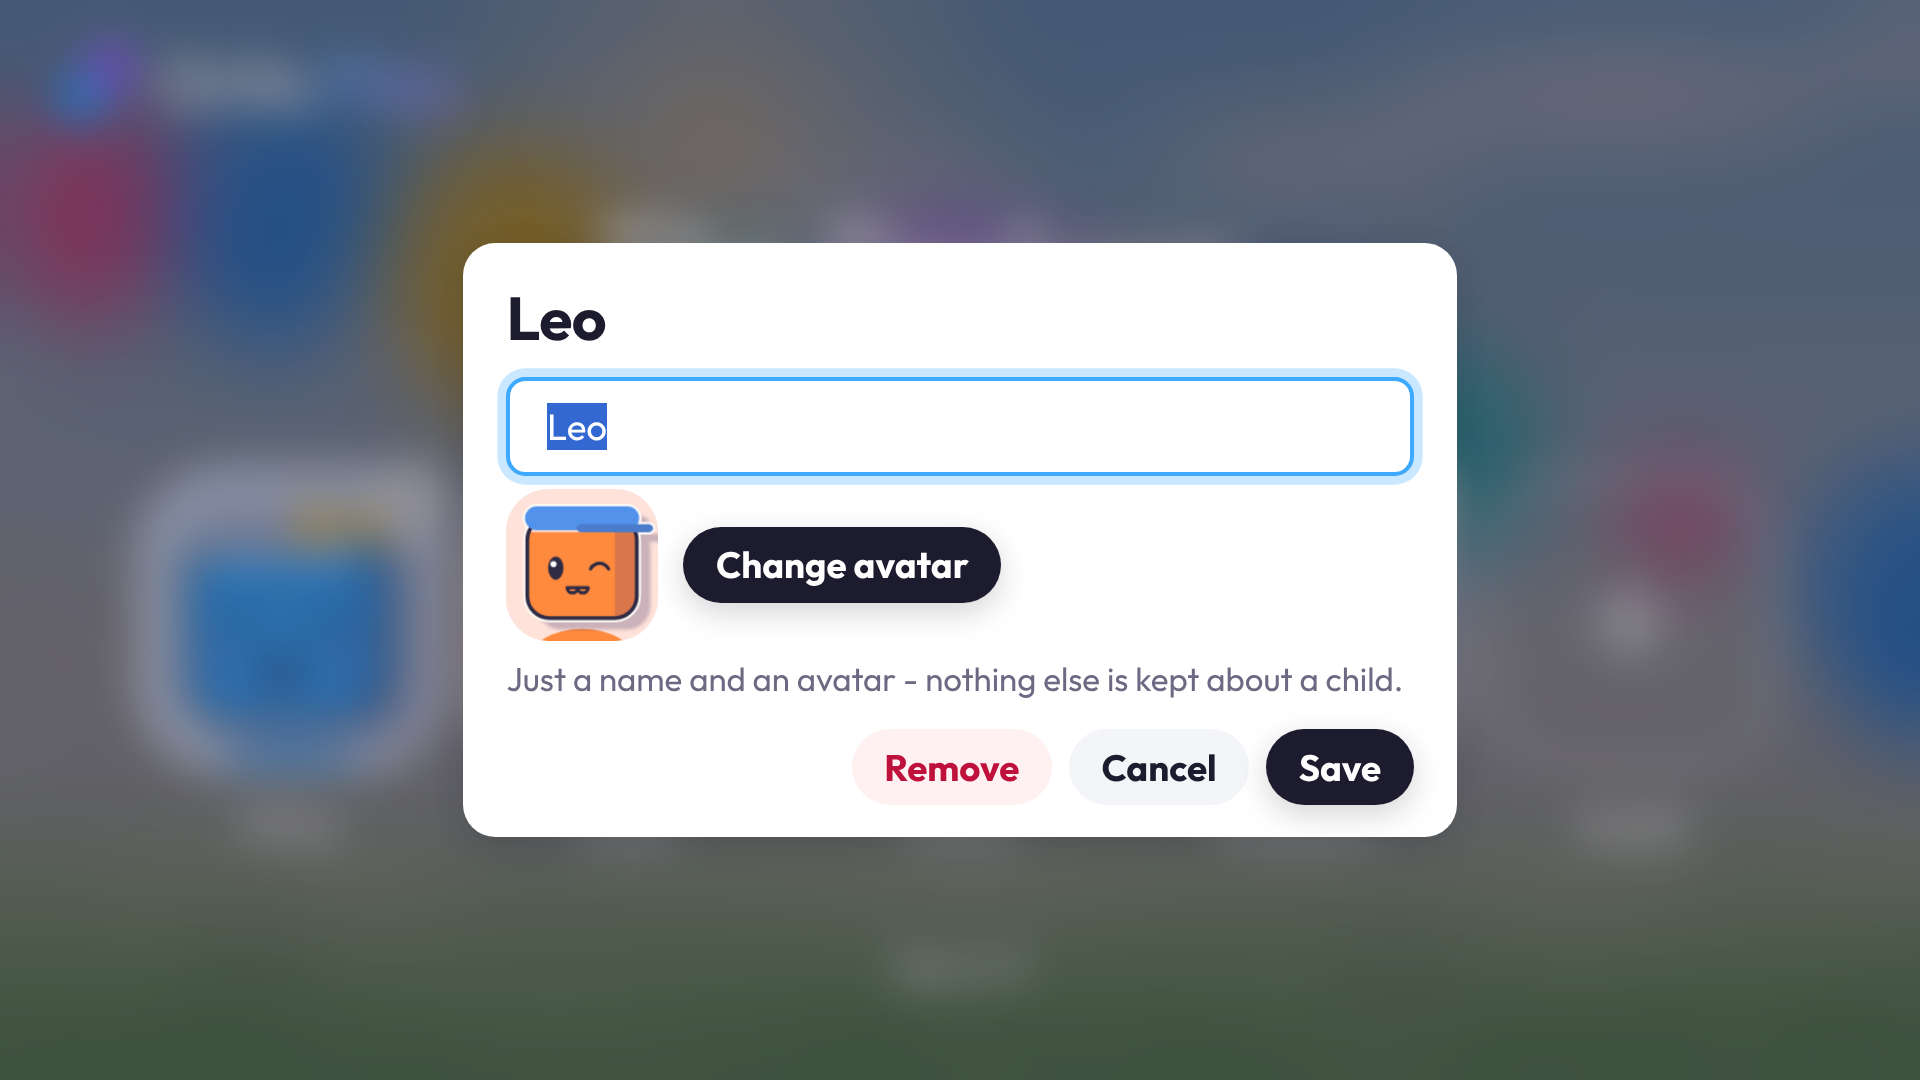 Leo
Leo
Change avatar
Just a name and an avatar - nothing else is kept about a child.
Remove
Cancel
Save